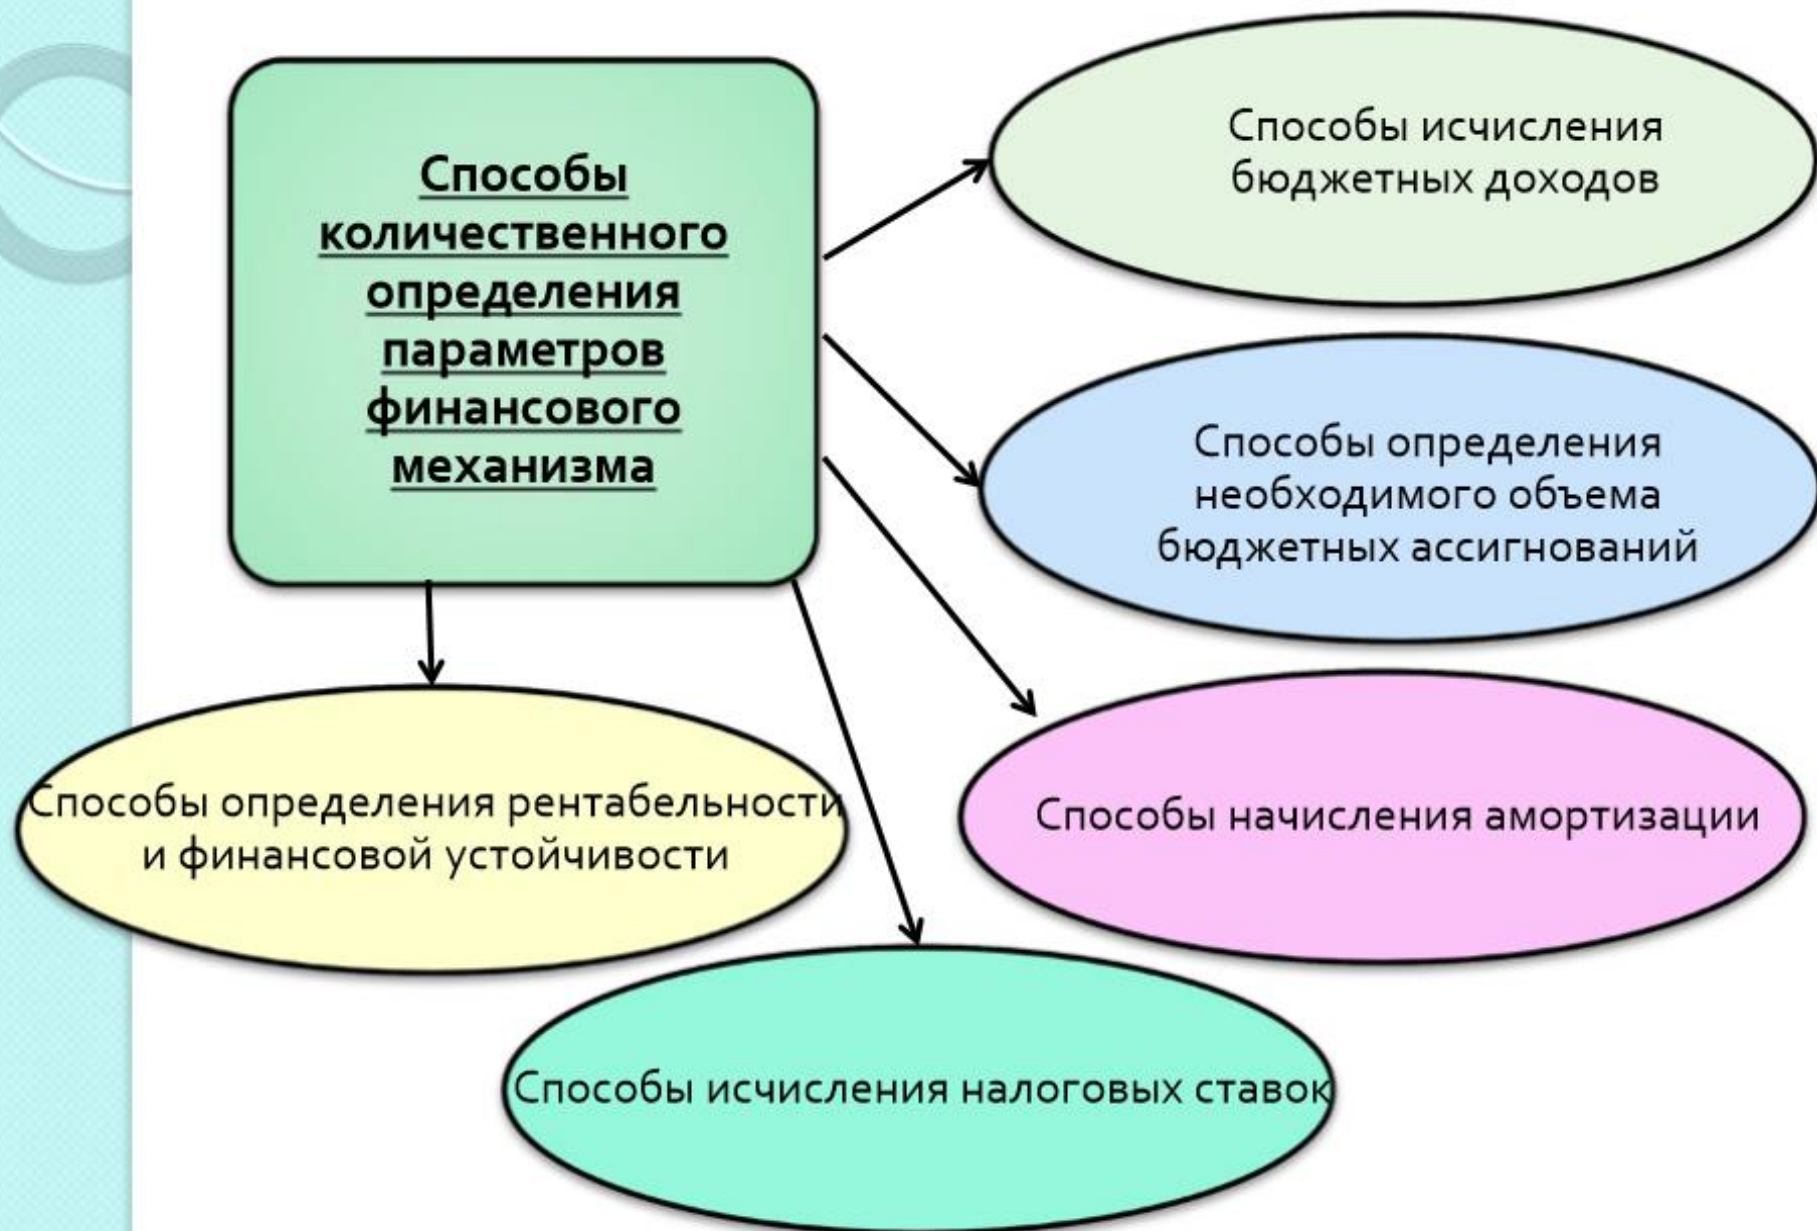 Способы
количественного
определения
параметров
финансового
механизма
Способы исчисления
бюджетных доходов
Способы определения
необходимого объема
бюджетных ассигнований
Способы начисления амортизации
Способы определения рентабельности
и финансовой устойчивости
Способы исчисления налоговых ставок